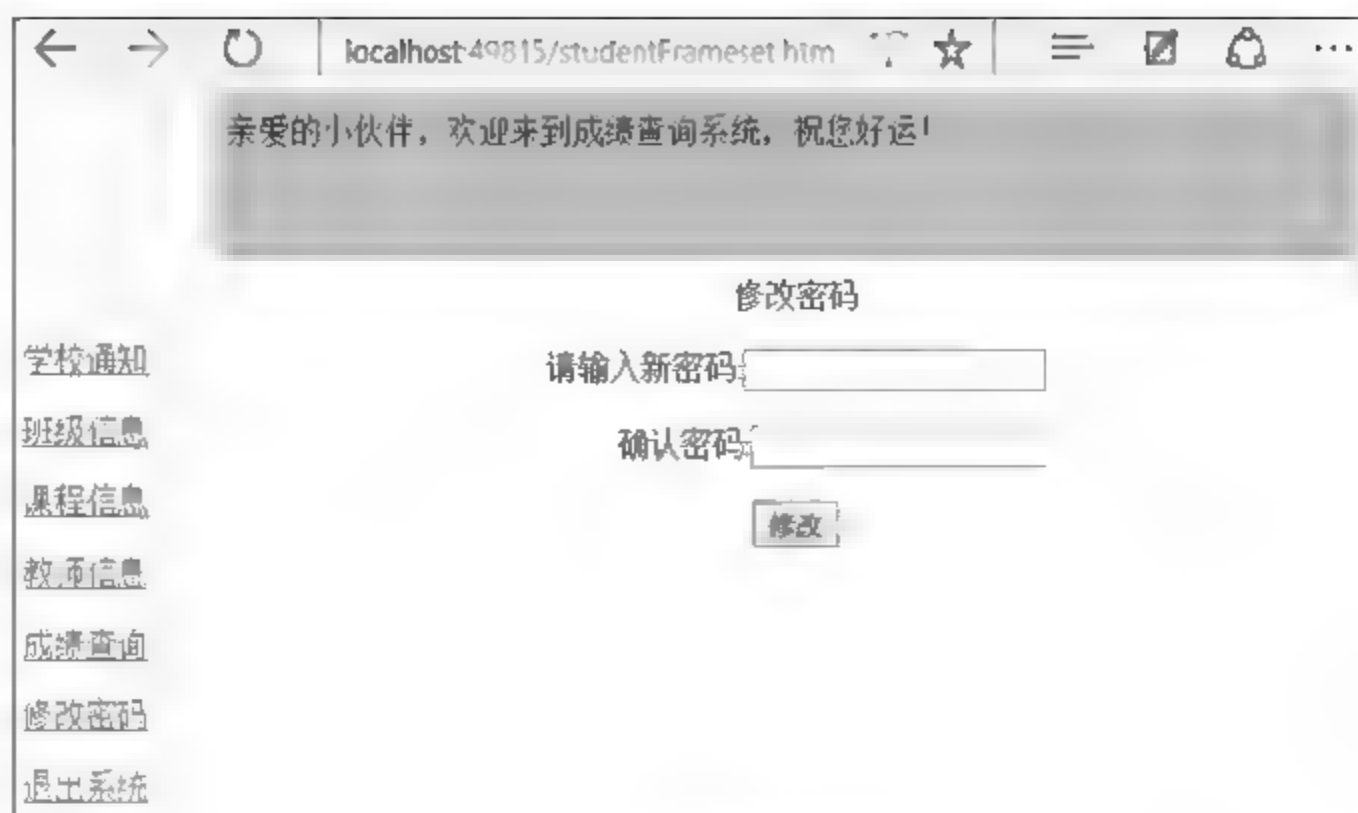 localhost:49815/studentFrameset.htm
亲爱的小伙伴，欢迎来到成绩查询系统，祝您好运！
修改密码
学校通知
请输入新密码：
班级信息
确认密码：
课程信息
修改
教师信息
成绩查询
修改密码
退出系统